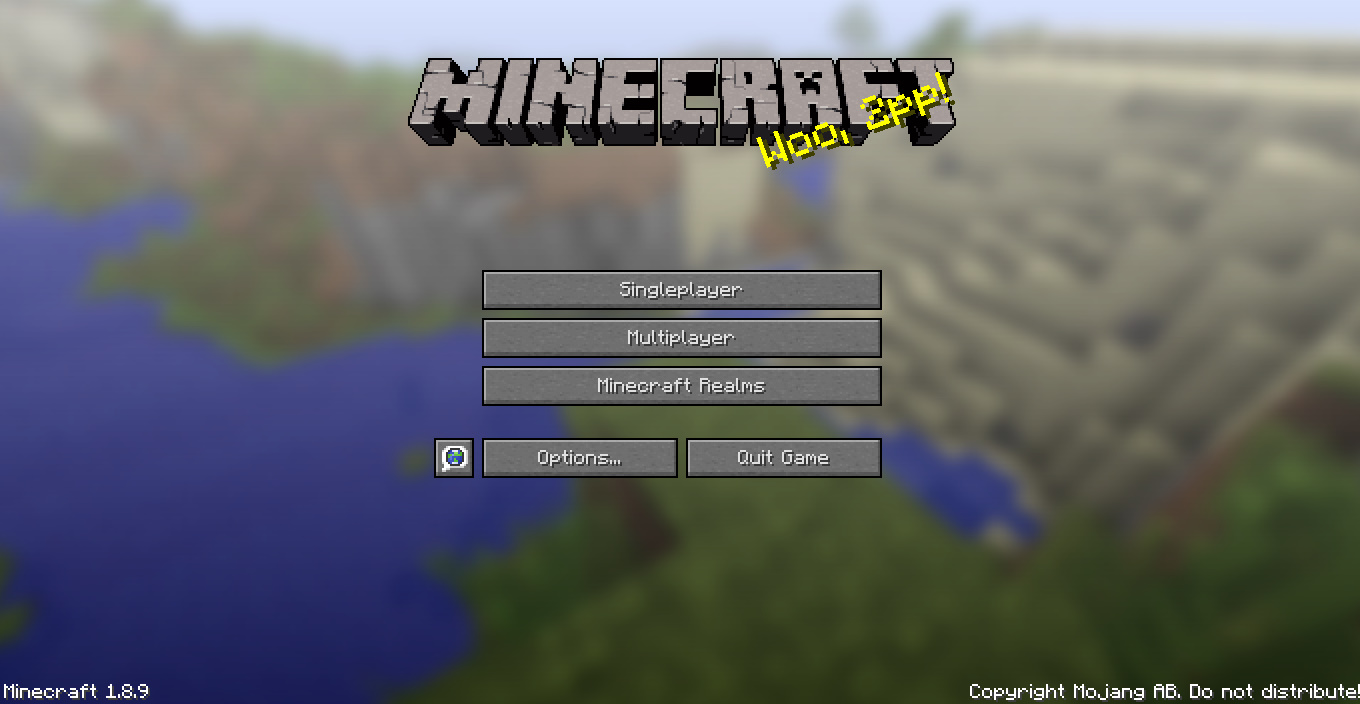 MINECRAFT
Woo, 2pp!
Singleplayer
Multiplayer
Minecraft Realms
Options...
Quit Game
Minecraft 1.8.9
Copyright Mojang AB. Do not distribute!